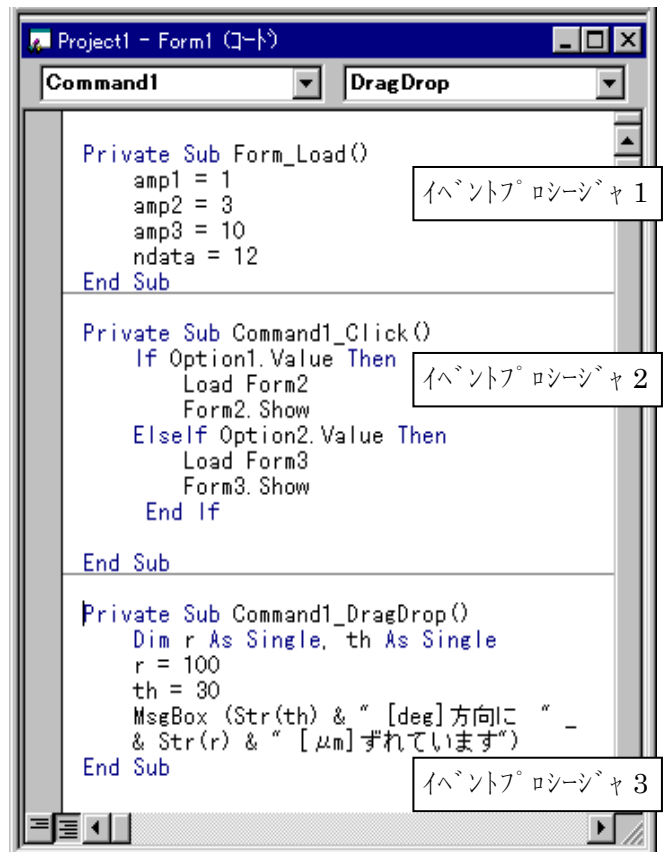 Project1 - Form1 (コード)
Command1 DragDrop
Private Sub Form_Load()
amp1 = 1
amp2 = 3
amp3 = 10
ndata = 12
End Sub
イベントプロシージャ 1
Private Sub Command1_Click()
If Option1.Value Then
Load Form2
Form2.Show
ElseIf Option2.Value Then
Load Form3
Form3.Show
End If
End Sub
イベントプロシージャ 2
Private Sub Command1_DragDrop()
Dim r As Single, th As Single
r = 100
th = 30
MsgBox (Str(th) & " [deg]方向に " _
& Str(r) & " [μm]ずれています")
End Sub
イベントプロシージャ 3